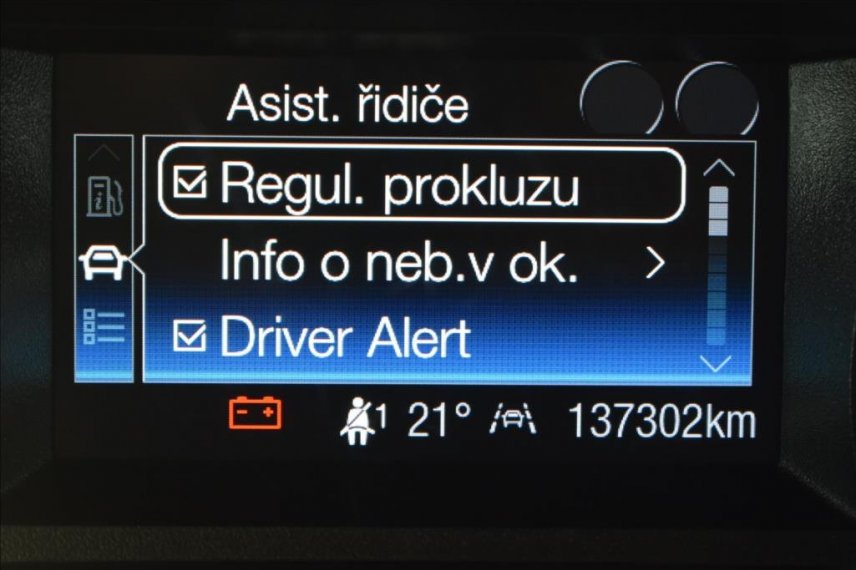 Asist. řidiče
Regul. prokluzu
Info o neb.v ok.
Driver Alert
1 21° 137302km